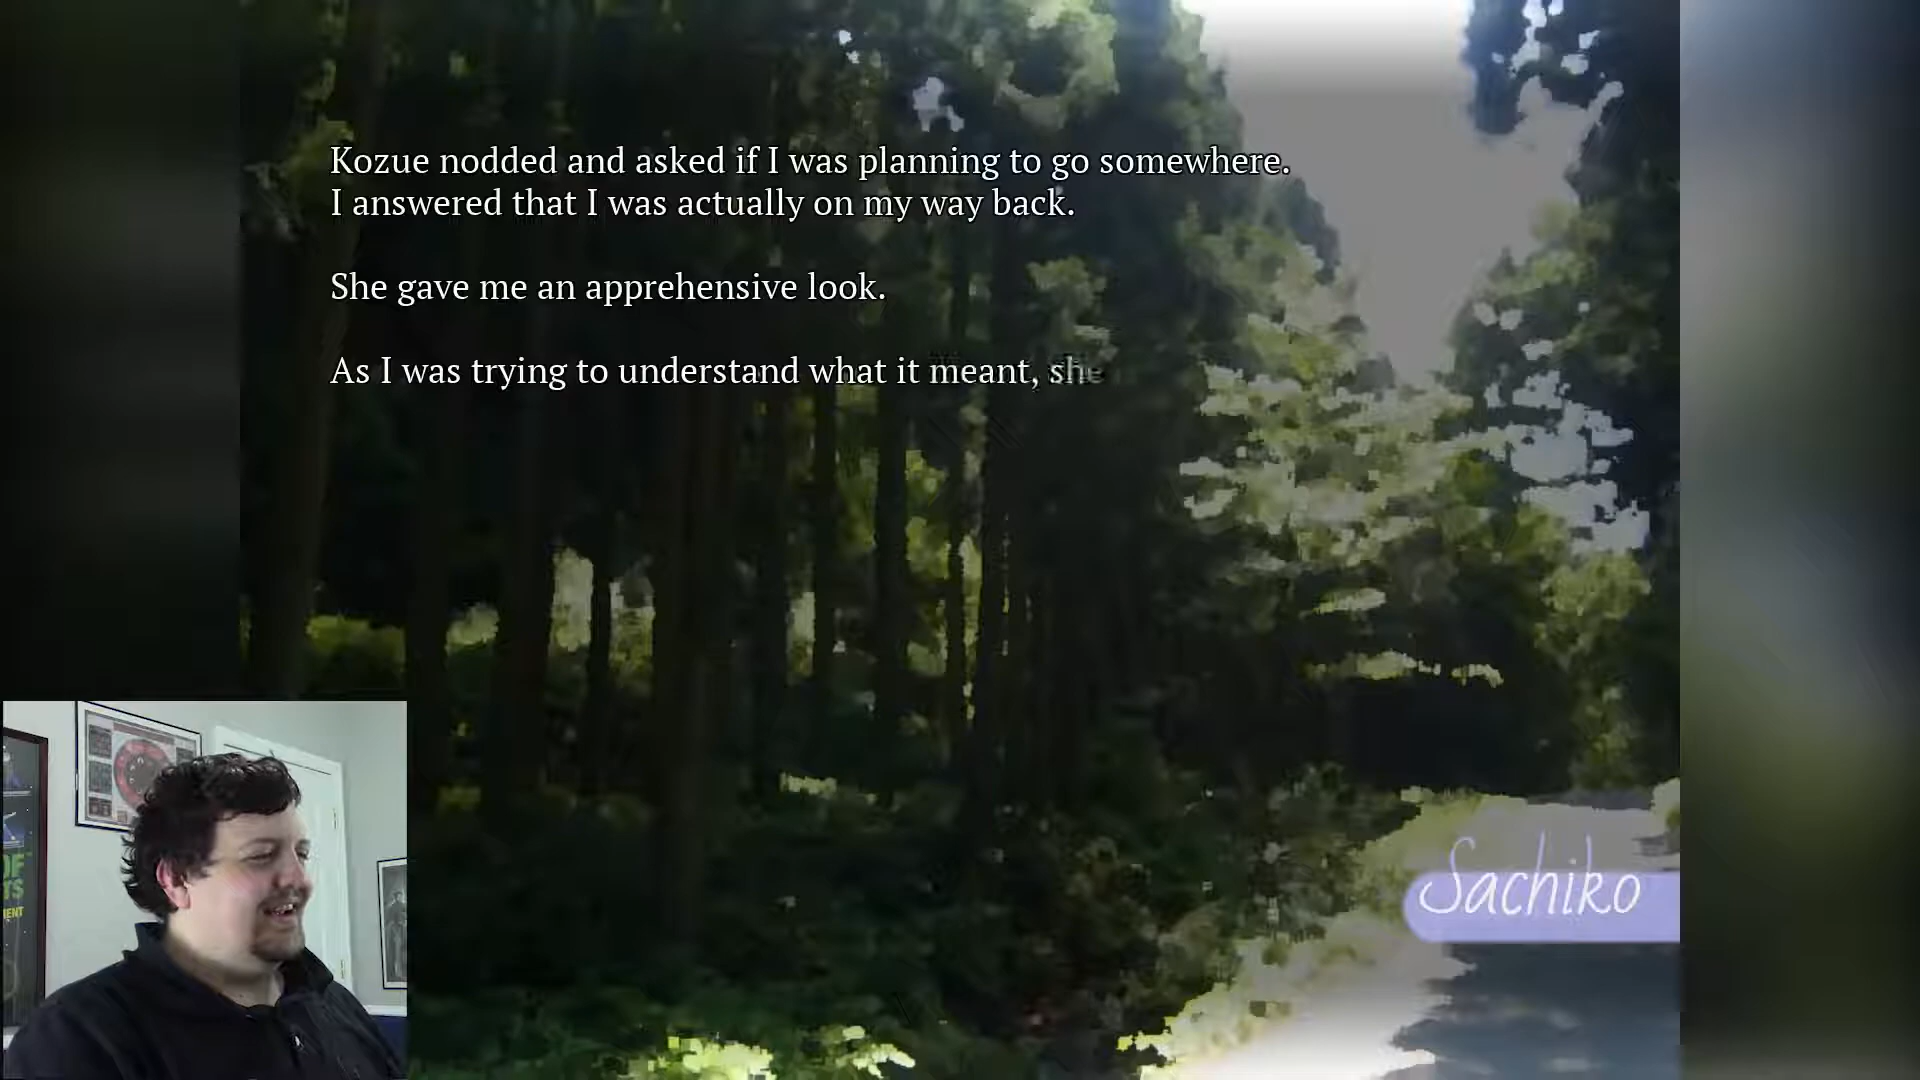 Kozue nodded and asked if I was planning to go somewhere.
I answered that I was actually on my way back.
She gave me an apprehensive look.
As I was trying to understand what it meant, she
Sachiko
OF